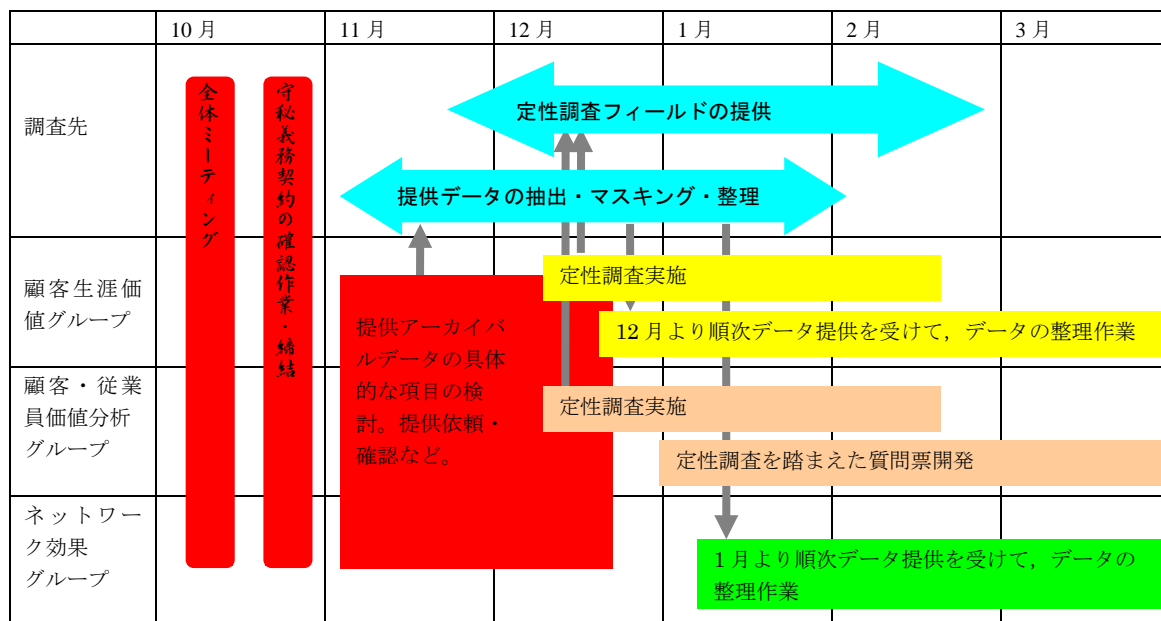 10月
11月
12月
1月
2月
3月
調査先
全体ミーティング
守秘義務契約の確認作業・締結
定性調査フィールドの提供
提供データの抽出・マスキング・整理
顧客生涯価
値グループ
提供アーカイバ
ルデータの具体
的な項目の検
討。提供依頼・
確認など。
定性調査実施
12月より順次データ提供を受けて，データの整理作業
顧客・従業
員価値分析
グループ
定性調査実施
定性調査を踏まえた質問票開発
ネットワー
ク効果
グループ
1月より順次データ提供を受けて，データの
整理作業